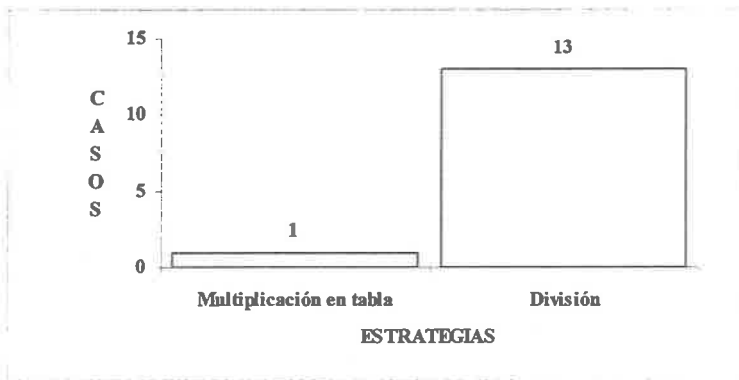 15
13
10
C
A
S
O
S
5
1
0
Multiplicación en tabla
División
ESTRATEGIAS